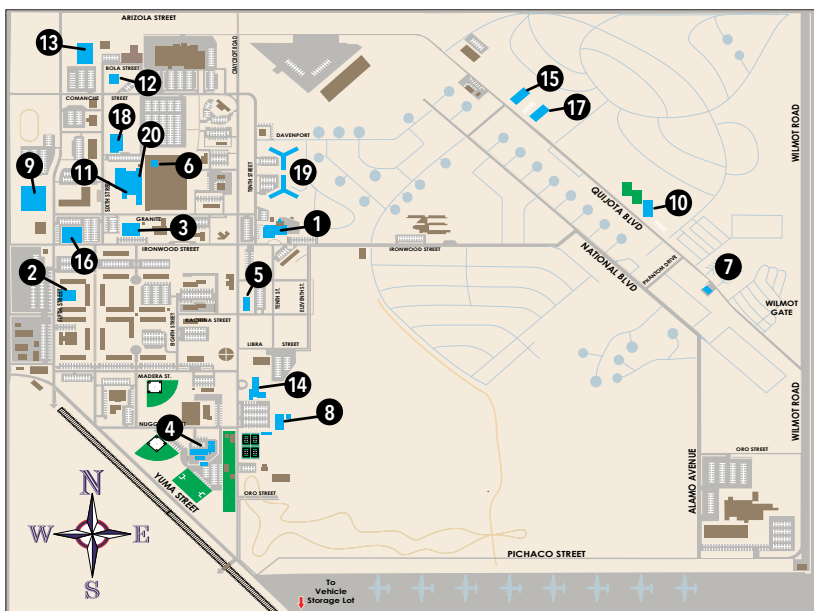 ARIZOLA STREET
13
BOLA STREET
12
CRAYCROFT ROAD
COMANCHE
STREET
15
17
WILMOT ROAD
18
20
DAVENPORT
9
11
6
19
SIXTH STREET
TENTH STREET
QUIJOTA BLVD
10
GRANITE
3
1
16
IRONWOOD STREET
IRONWOOD STREET
NATIONAL BLVD
PHANTOM DRIVE
7
2
5
FIFTH STREET
TENTH ST.
ELEVENTH ST.
WILMOT
GATE
KACHINA STREET
EIGHTH STREET
LIBRA
STREET
MADERA ST.
14
8
WILMOT ROAD
4
YUMA STREET
ORO STREET
ALAMO AVENUE
ORO STREET
N
W
E
S
PICHACO STREET
To
Vehicle
Storage Lot